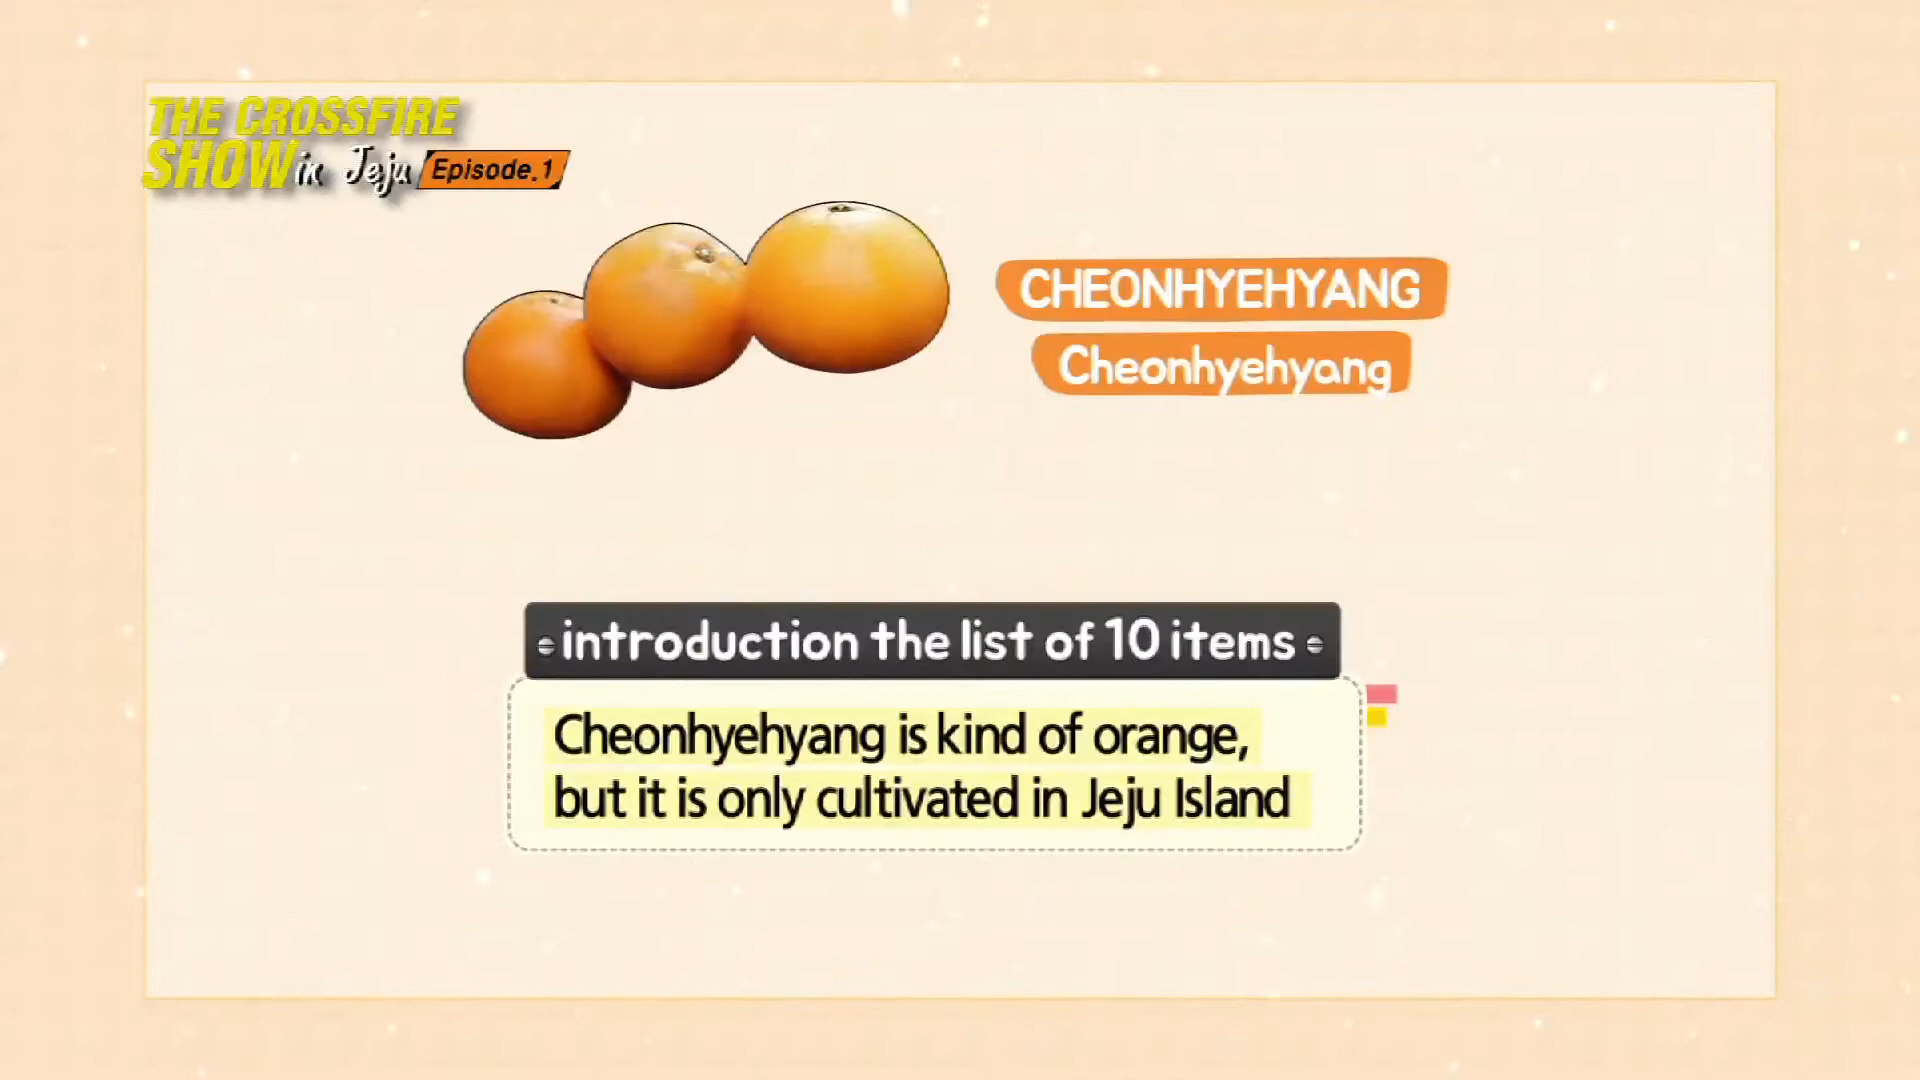 THE CROSSFIRE
SHOW in Jeju Episode.1
CHEONHYEHYANG
Cheonhyehyang
introduction the list of 10 items
Cheonhyehyang is kind of orange,
but it is only cultivated in Jeju Island